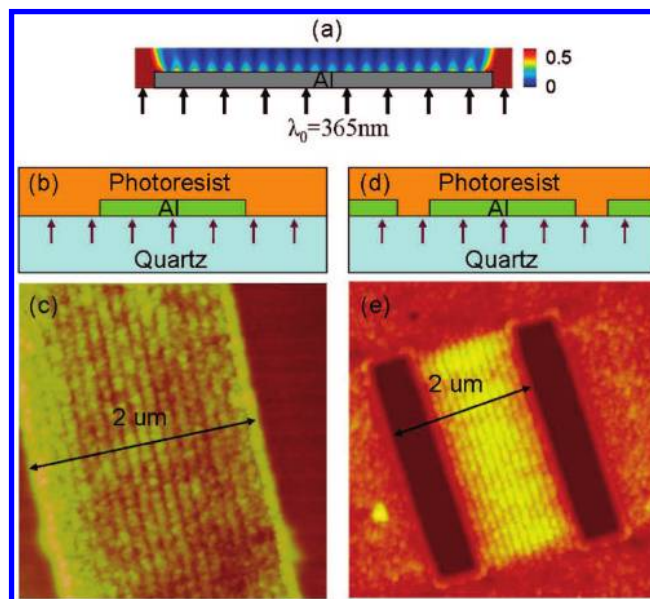 (a)
0.5
0
Al
λ₀=365nm
(b)
Photoresist
Al
Quartz
(d)
Photoresist
Al
Quartz
(c)
2 um
(e)
2 um